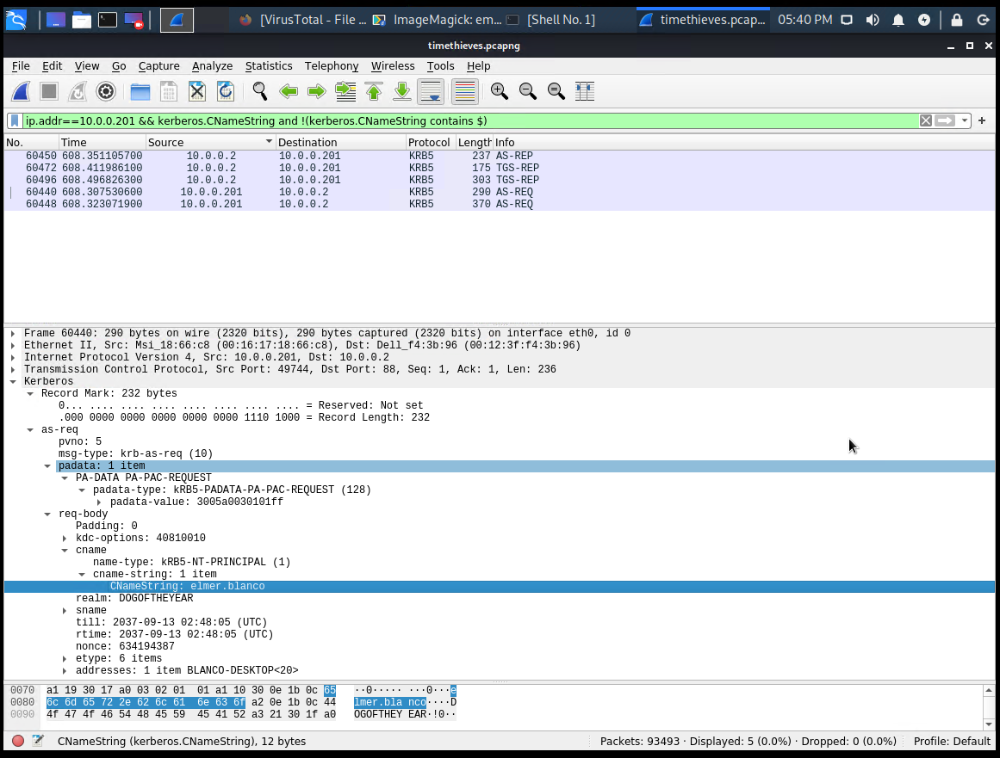 [VirusTotal - File ... ImageMagick: em... [Shell No. 1] timethieves.pcap... 05:40 PM
timethieves.pcapng
File Edit View Go Capture Analyze Statistics Telephony Wireless Tools Help
ip.addr==10.0.0.201 && kerberos.CNameString and !(kerberos.CNameString contains $)
No. Time Source Destination Protocol Length Info
60450 608.351105700 10.0.0.2 10.0.0.201 KRB5 237 AS-REP
60472 608.411986100 10.0.0.2 10.0.0.201 KRB5 175 TGS-REP
60496 608.496826300 10.0.0.2 10.0.0.201 KRB5 303 TGS-REP
60440 608.307530600 10.0.0.201 10.0.0.2 KRB5 290 AS-REQ
60448 608.323071900 10.0.0.201 10.0.0.2 KRB5 370 AS-REQ
Frame 60440: 290 bytes on wire (2320 bits), 290 bytes captured (2320 bits) on interface eth0, id 0
Ethernet II, Src: Msi_18:66:c8 (00:16:17:18:66:c8), Dst: Dell_f4:3b:96 (00:12:3f:f4:3b:96)
Internet Protocol Version 4, Src: 10.0.0.201, Dst: 10.0.0.2
Transmission Control Protocol, Src Port: 49744, Dst Port: 88, Seq: 1, Ack: 1, Len: 236
Kerberos
Record Mark: 232 bytes
0... .... .... .... .... .... .... .... = Reserved: Not set
.000 0000 0000 0000 0000 0000 1110 1000 = Record Length: 232
as-req
pvno: 5
msg-type: krb-as-req (10)
padata: 1 item
PA-DATA PA-PAC-REQUEST
padata-type: kRB5-PADATA-PA-PAC-REQUEST (128)
padata-value: 3005a0030101ff
req-body
Padding: 0
kdc-options: 40810010
cname
name-type: kRB5-NT-PRINCIPAL (1)
cname-string: 1 item
CNameString: elmer.blanco
realm: DOGOFTHEYEAR
sname
till: 2037-09-13 02:48:05 (UTC)
rtime: 2037-09-13 02:48:05 (UTC)
nonce: 634194387
etype: 6 items
addresses: 1 item BLANCO-DESKTOP<20>
0070 a1 19 30 17 a0 03 02 01 01 a1 10 30 0e 1b 0c 65 ··0····· ···0···e
0080 6c 6d 65 72 2e 62 6c 61 6e 63 6f a2 0e 1b 0c 44 lmer.bla nco····D
0090 4f 47 4f 46 54 48 45 59 45 41 52 a3 21 30 1f a0 OGOFTHEY EAR·!0··
CNameString (kerberos.CNameString), 12 bytes Packets: 93493 · Displayed: 5 (0.0%) · Dropped: 0 (0.0%) Profile: Default